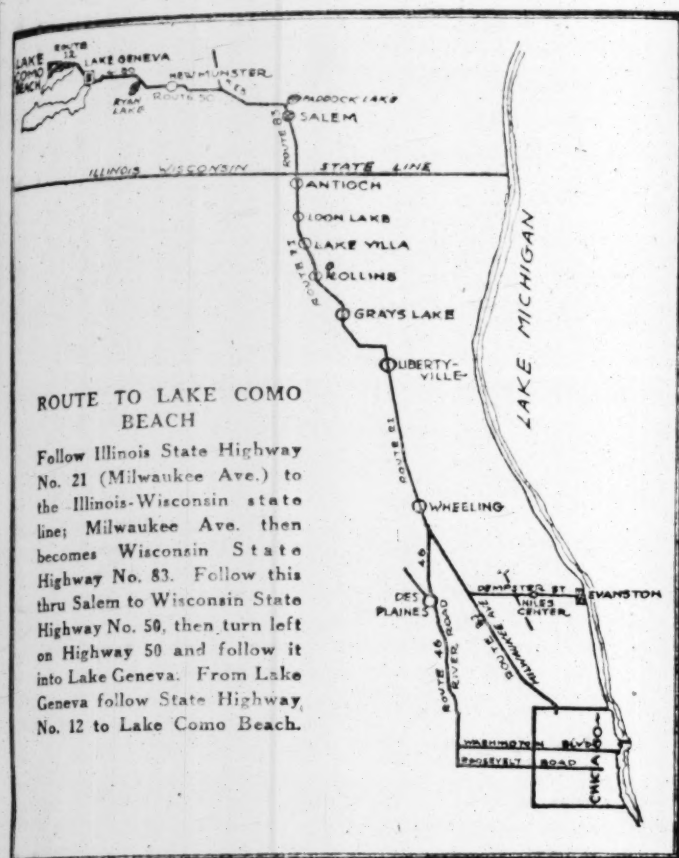 ROUTE
12
LAKE
COMO
BEACH
LAKE GENEVA
NEW MUNSTER
RYAN
LAKE
ROUTE 50
PADDOCK LAKE
SALEM
ROUTE 83
ILLINOIS WISCONSIN STATE LINE
ANTIOCH
LOON LAKE
LAKE VILLA
ROUTE 21
ROLLINS
GRAYS LAKE
LIBERTY-
VILLE
LAKE MICHIGAN
ROUTE TO LAKE COMO
BEACH
Follow Illinois State Highway
No. 21 (Milwaukee Ave.) to
the Illinois-Wisconsin state
line; Milwaukee Ave. then
becomes Wisconsin State
Highway No. 83. Follow this
thru Salem to Wisconsin State
Highway No. 50, then turn left
on Highway 50 and follow it
into Lake Geneva. From Lake
Geneva follow State Highway
No. 12 to Lake Como Beach.
ROUTE 21
WHEELING
46
DES
PLAINES
DEMPSTER ST
NILES
CENTER
EVANSTON
ROUTE 46
RIVER ROAD
MILWAUKEE AVE
WASHINGTON BLVD
ROOSEVELT ROAD
CHICAGO